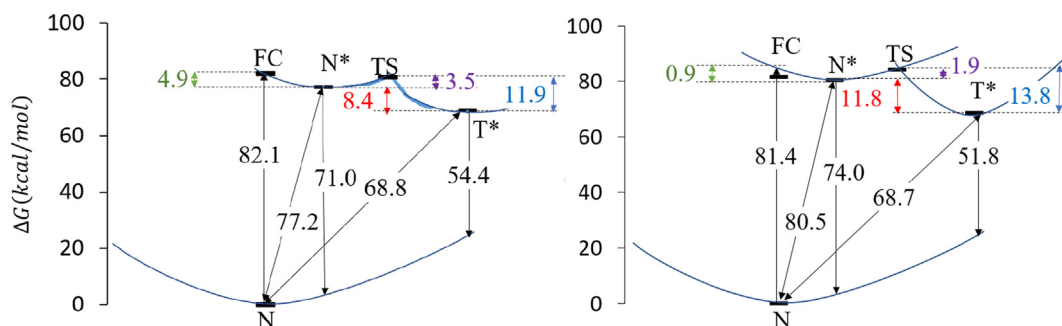 ΔG(kcal/mol)
100
80
60
40
20
0
FC
N*
TS
T*
N
4.9
3.5
8.4
11.9
82.1
77.2
71.0
68.8
54.4
100
80
60
40
20
0
FC
N*
TS
T*
N
0.9
1.9
11.8
13.8
81.4
80.5
74.0
68.7
51.8